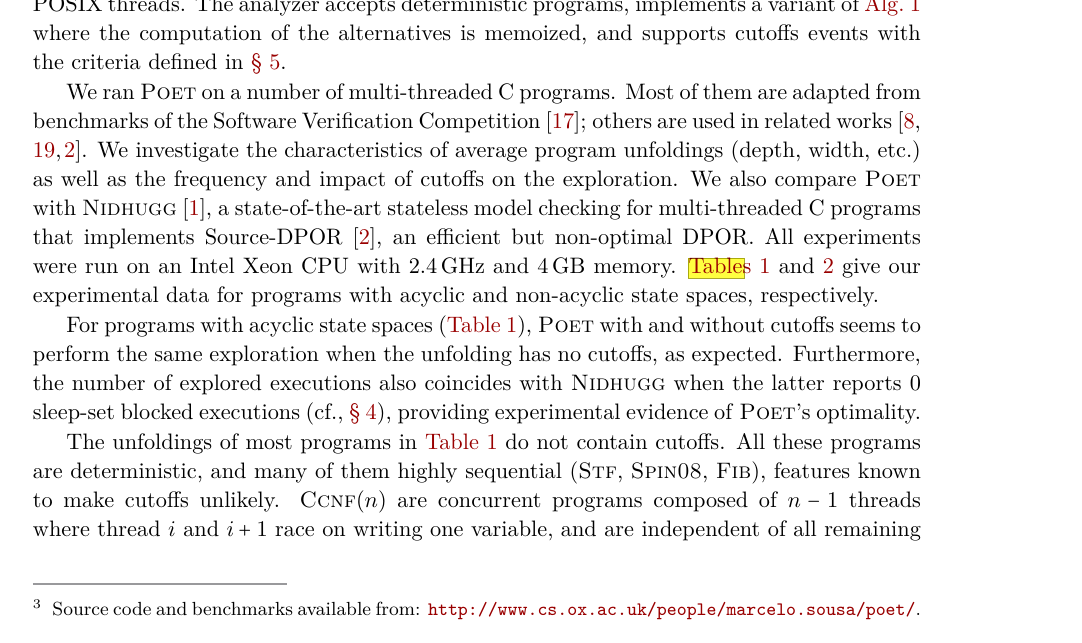 POSIX threads. The analyzer accepts deterministic programs, implements a variant of Alg. 1
where the computation of the alternatives is memoized, and supports cutoffs events with
the criteria defined in § 5.
We ran POET on a number of multi-threaded C programs. Most of them are adapted from
benchmarks of the Software Verification Competition [17]; others are used in related works [8,
19,2]. We investigate the characteristics of average program unfoldings (depth, width, etc.)
as well as the frequency and impact of cutoffs on the exploration. We also compare POET
with NIDHUGG [1], a state-of-the-art stateless model checking for multi-threaded C programs
that implements Source-DPOR [2], an efficient but non-optimal DPOR. All experiments
were run on an Intel Xeon CPU with 2.4 GHz and 4 GB memory. Tables 1 and 2 give our
experimental data for programs with acyclic and non-acyclic state spaces, respectively.
For programs with acyclic state spaces (Table 1), POET with and without cutoffs seems to
perform the same exploration when the unfolding has no cutoffs, as expected. Furthermore,
the number of explored executions also coincides with NIDHUGG when the latter reports 0
sleep-set blocked executions (cf., § 4), providing experimental evidence of POET's optimality.
The unfoldings of most programs in Table 1 do not contain cutoffs. All these programs
are deterministic, and many of them highly sequential (STF, SPIN08, FIB), features known
to make cutoffs unlikely. CCNF(n) are concurrent programs composed of n − 1 threads
where thread i and i + 1 race on writing one variable, and are independent of all remaining
3 Source code and benchmarks available from: http://www.cs.ox.ac.uk/people/marcelo.sousa/poet/.